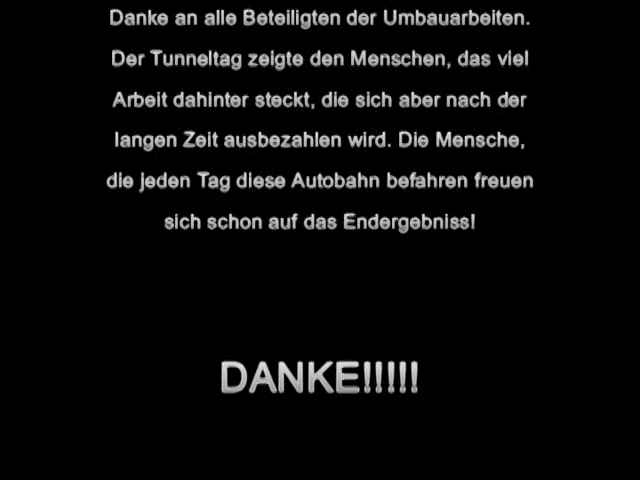 Danke an alle Beteiligten der Umbauarbeiten.
Der Tunneltag zeigte den Menschen, das viel
Arbeit dahinter steckt, die sich aber nach der
langen Zeit ausbezahlen wird. Die Mensche,
die jeden Tag diese Autobahn befahren freuen
sich schon auf das Endergebniss!
DANKE!!!!!